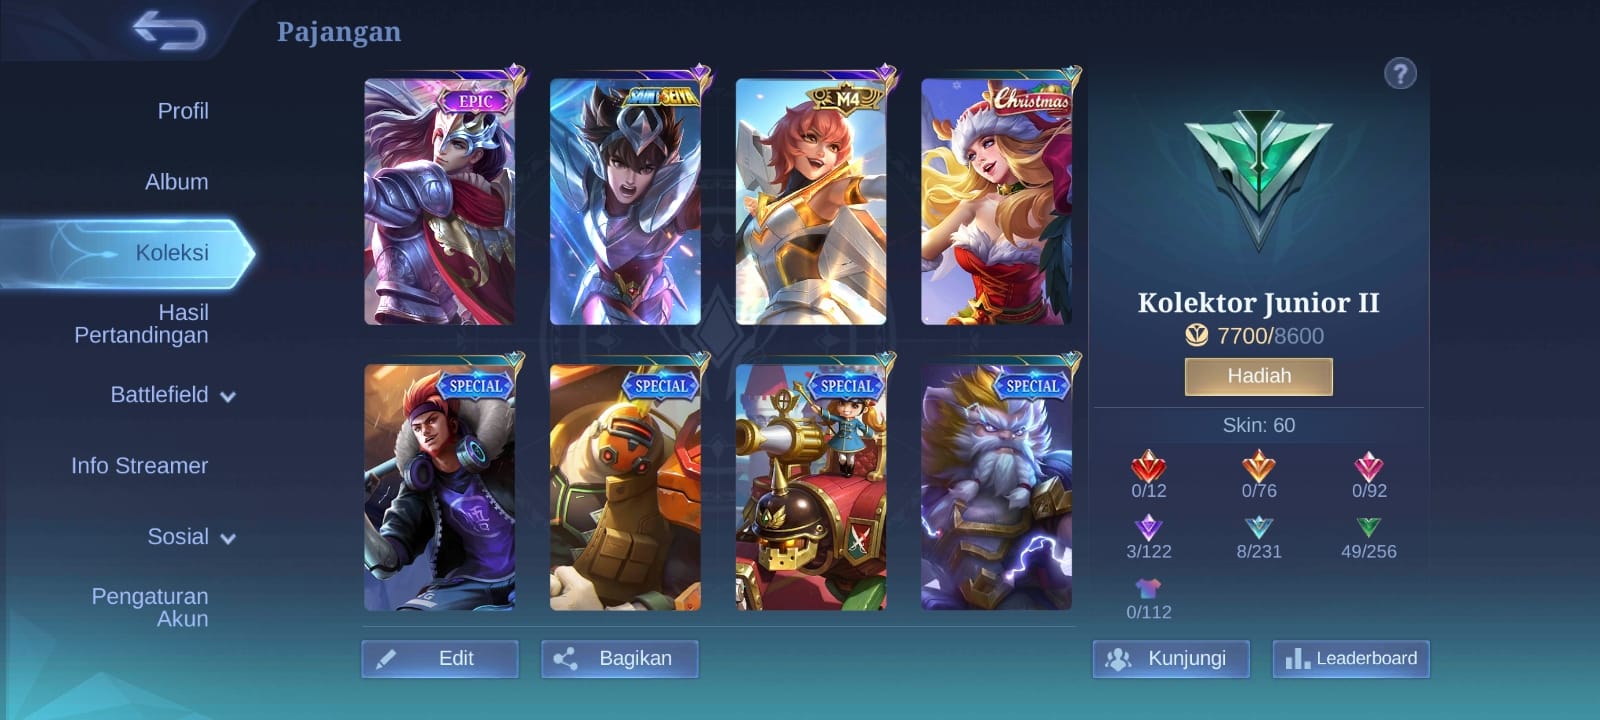 Pajangan
Profil
Album
Koleksi
Hasil
Pertandingan
Battlefield
Info Streamer
Sosial
Pengaturan
Akun
EPIC
SAINT SEIYA
M4
Christmas
SPECIAL
SPECIAL
SPECIAL
SPECIAL
Edit
Bagikan
?
Kolektor Junior II
7700/8600
Hadiah
Skin: 60
0/12
0/76
0/92
3/122
8/231
49/256
0/112
Kunjungi
Leaderboard